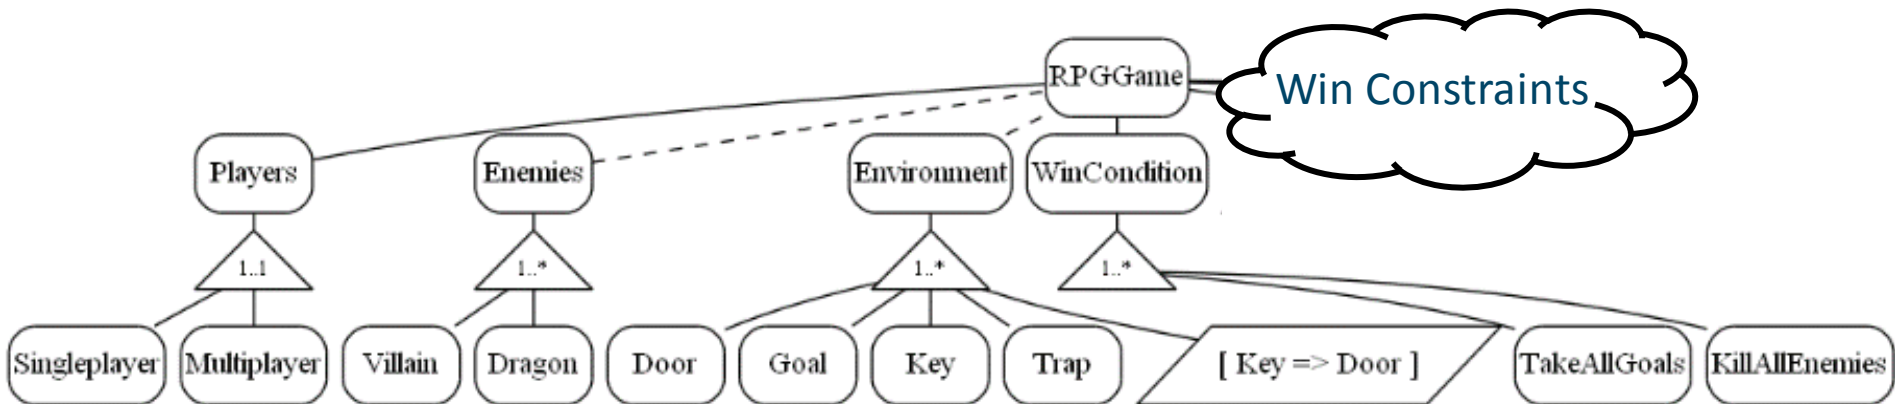 RPGGame
Win Constraints
Players
Enemies
Environment
WinCondition
1..1
1..*
1..*
1..*
Singleplayer
Multiplayer
Villain
Dragon
Door
Goal
Key
Trap
[ Key => Door ]
TakeAllGoals
KillAllEnemies